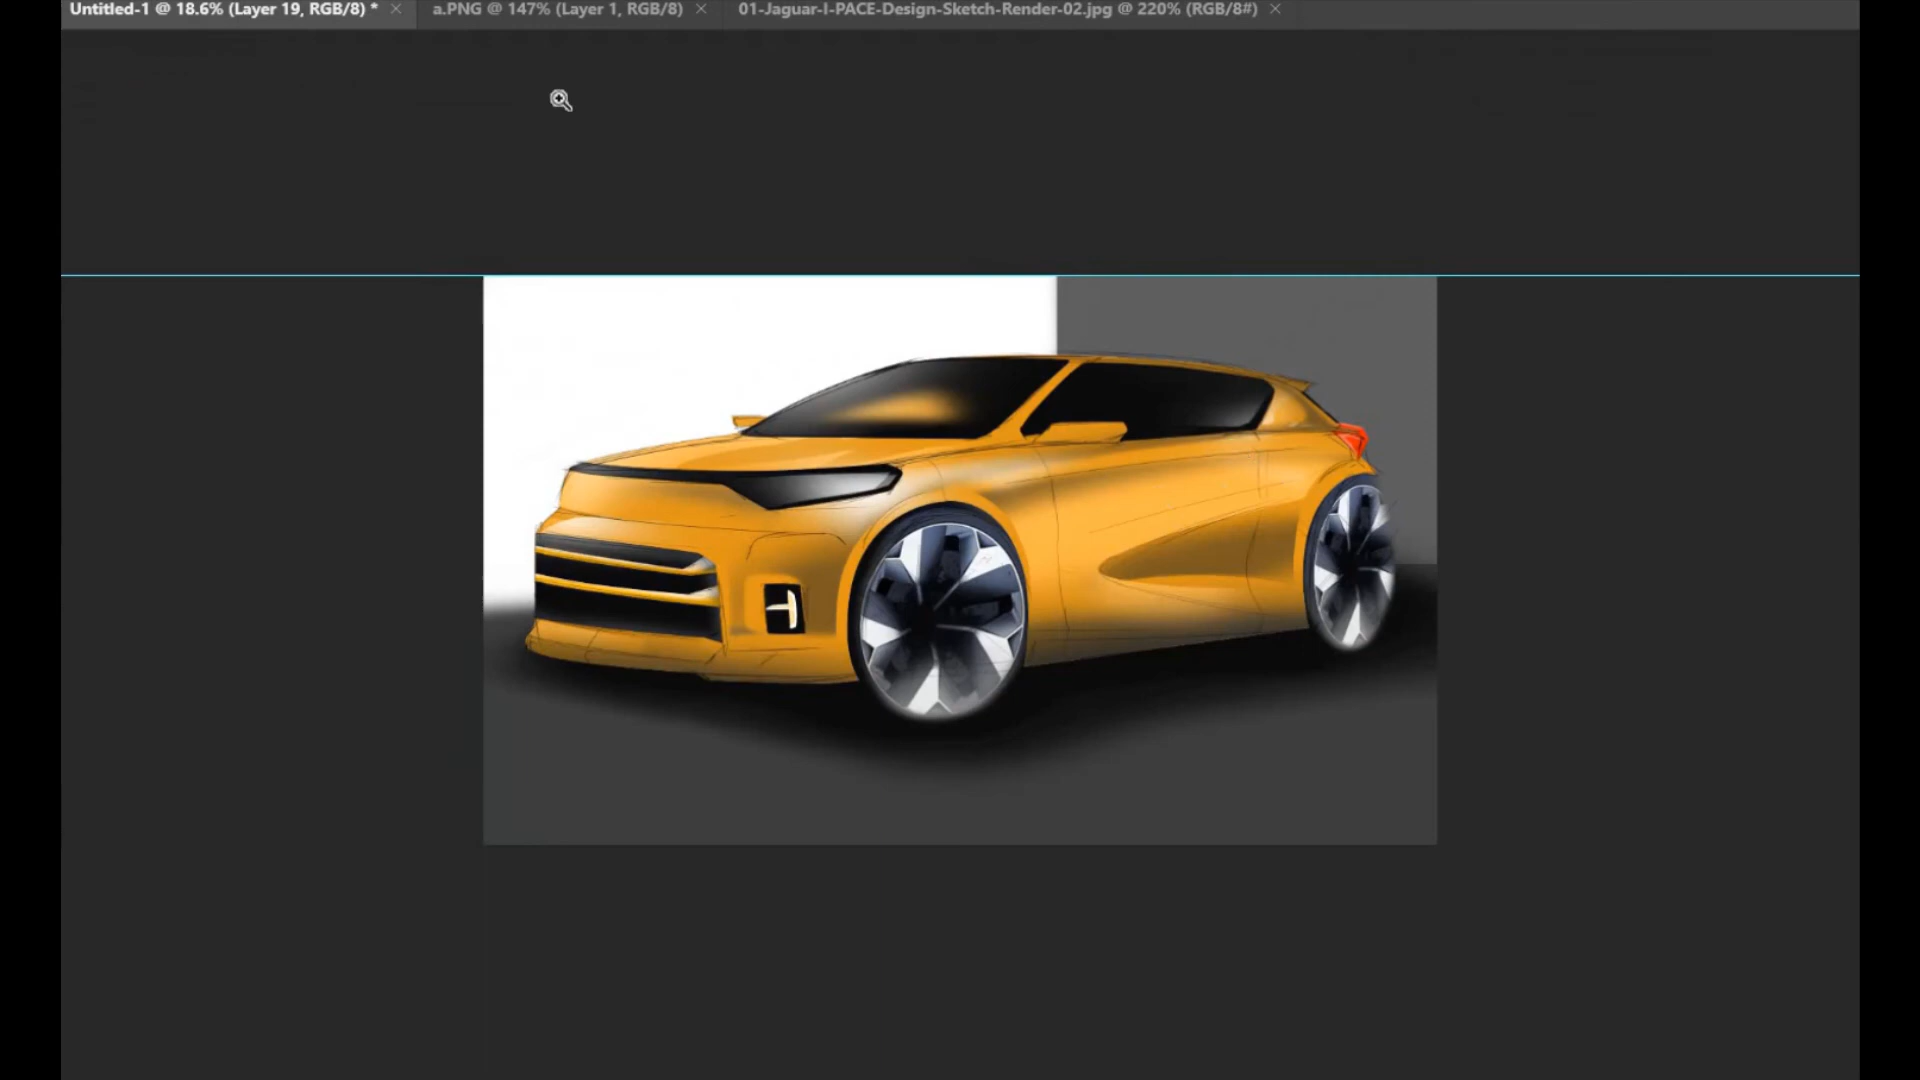 Untitled-1 @ 18.6% (Layer 19, RGB/8) *
a.PNG @ 147% (Layer 1, RGB/8)
01-Jaguar-I-PACE-Design-Sketch-Render-02.jpg @ 220% (RGB/8#)